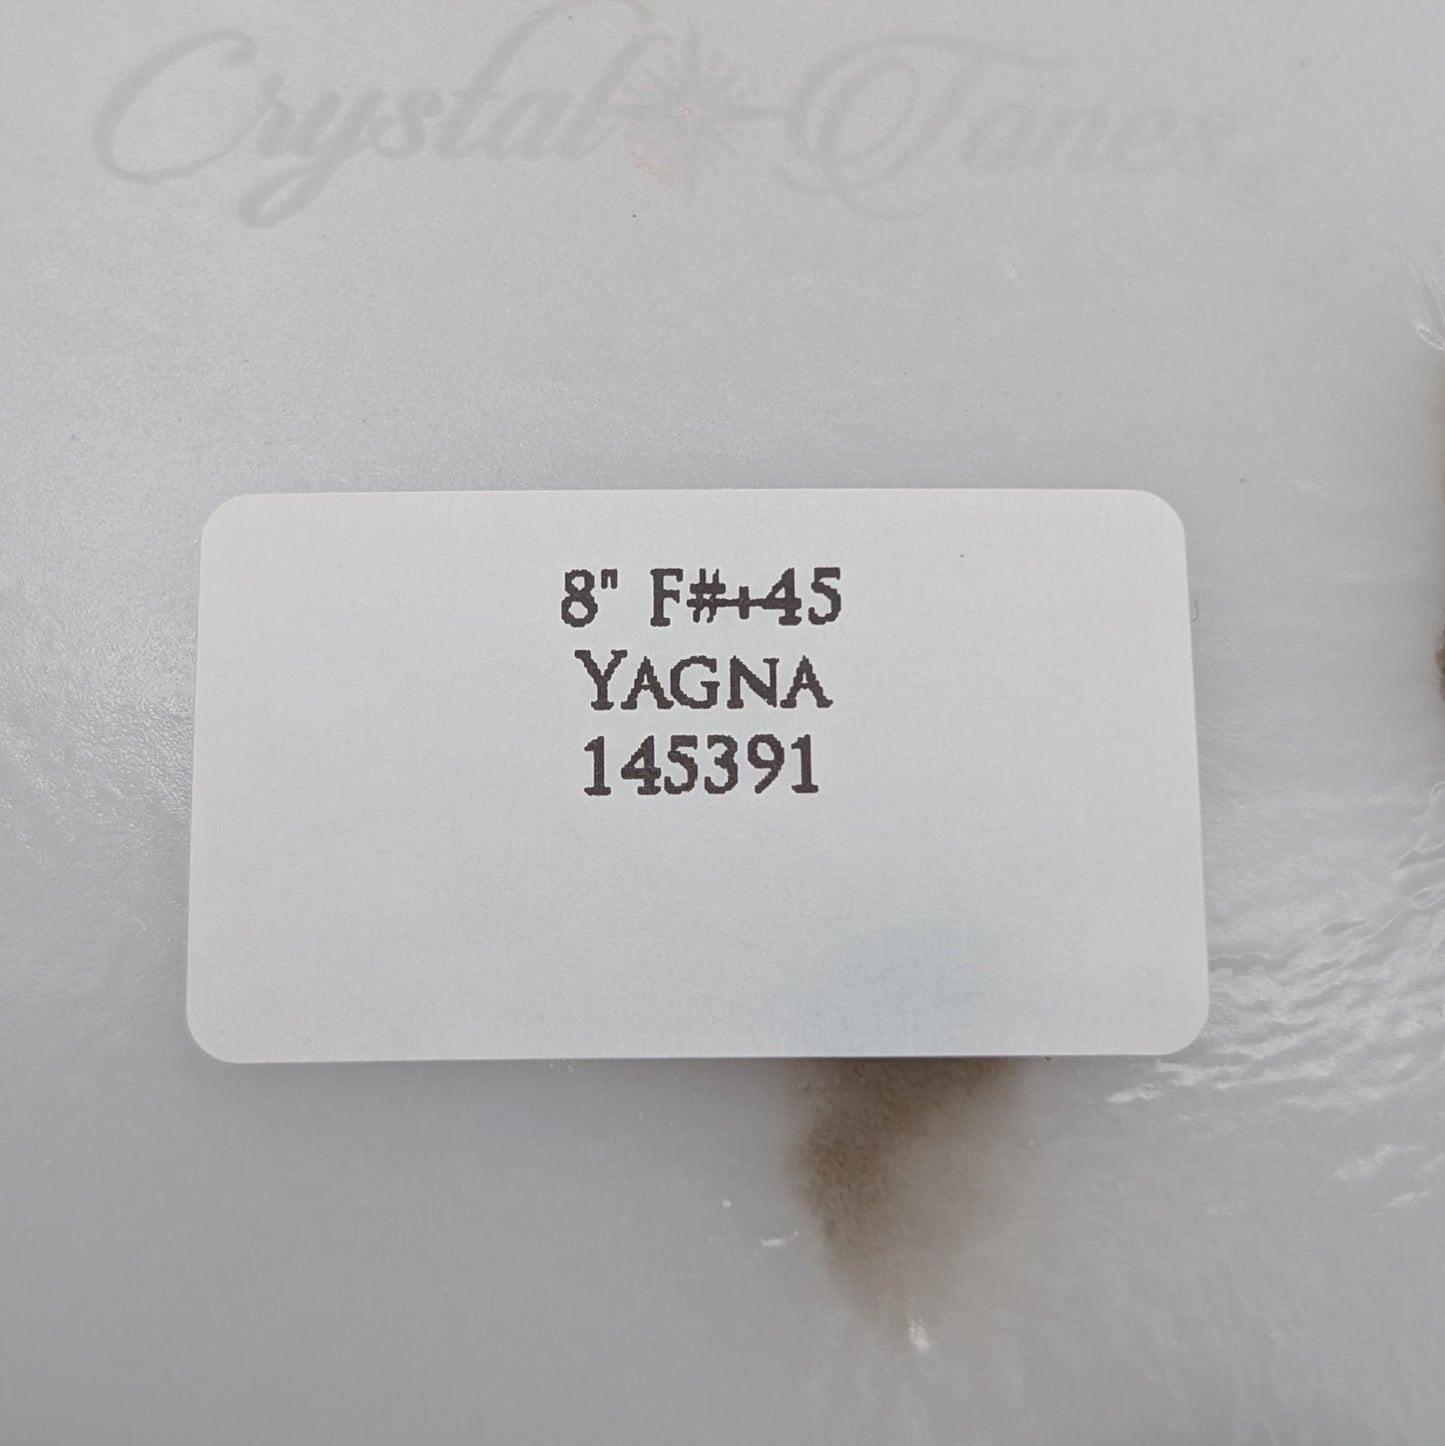 Crystal Tones®
8" F#+45
YAGNA
145391